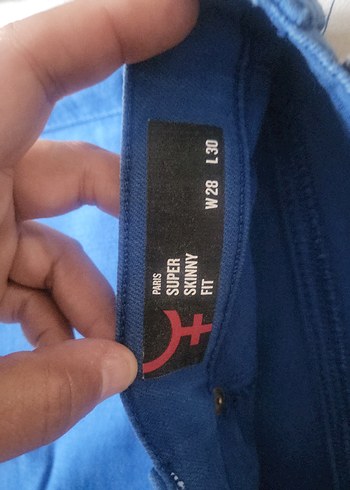 PARIS
SUPER
SKINNY
FIT
W 28 L 30